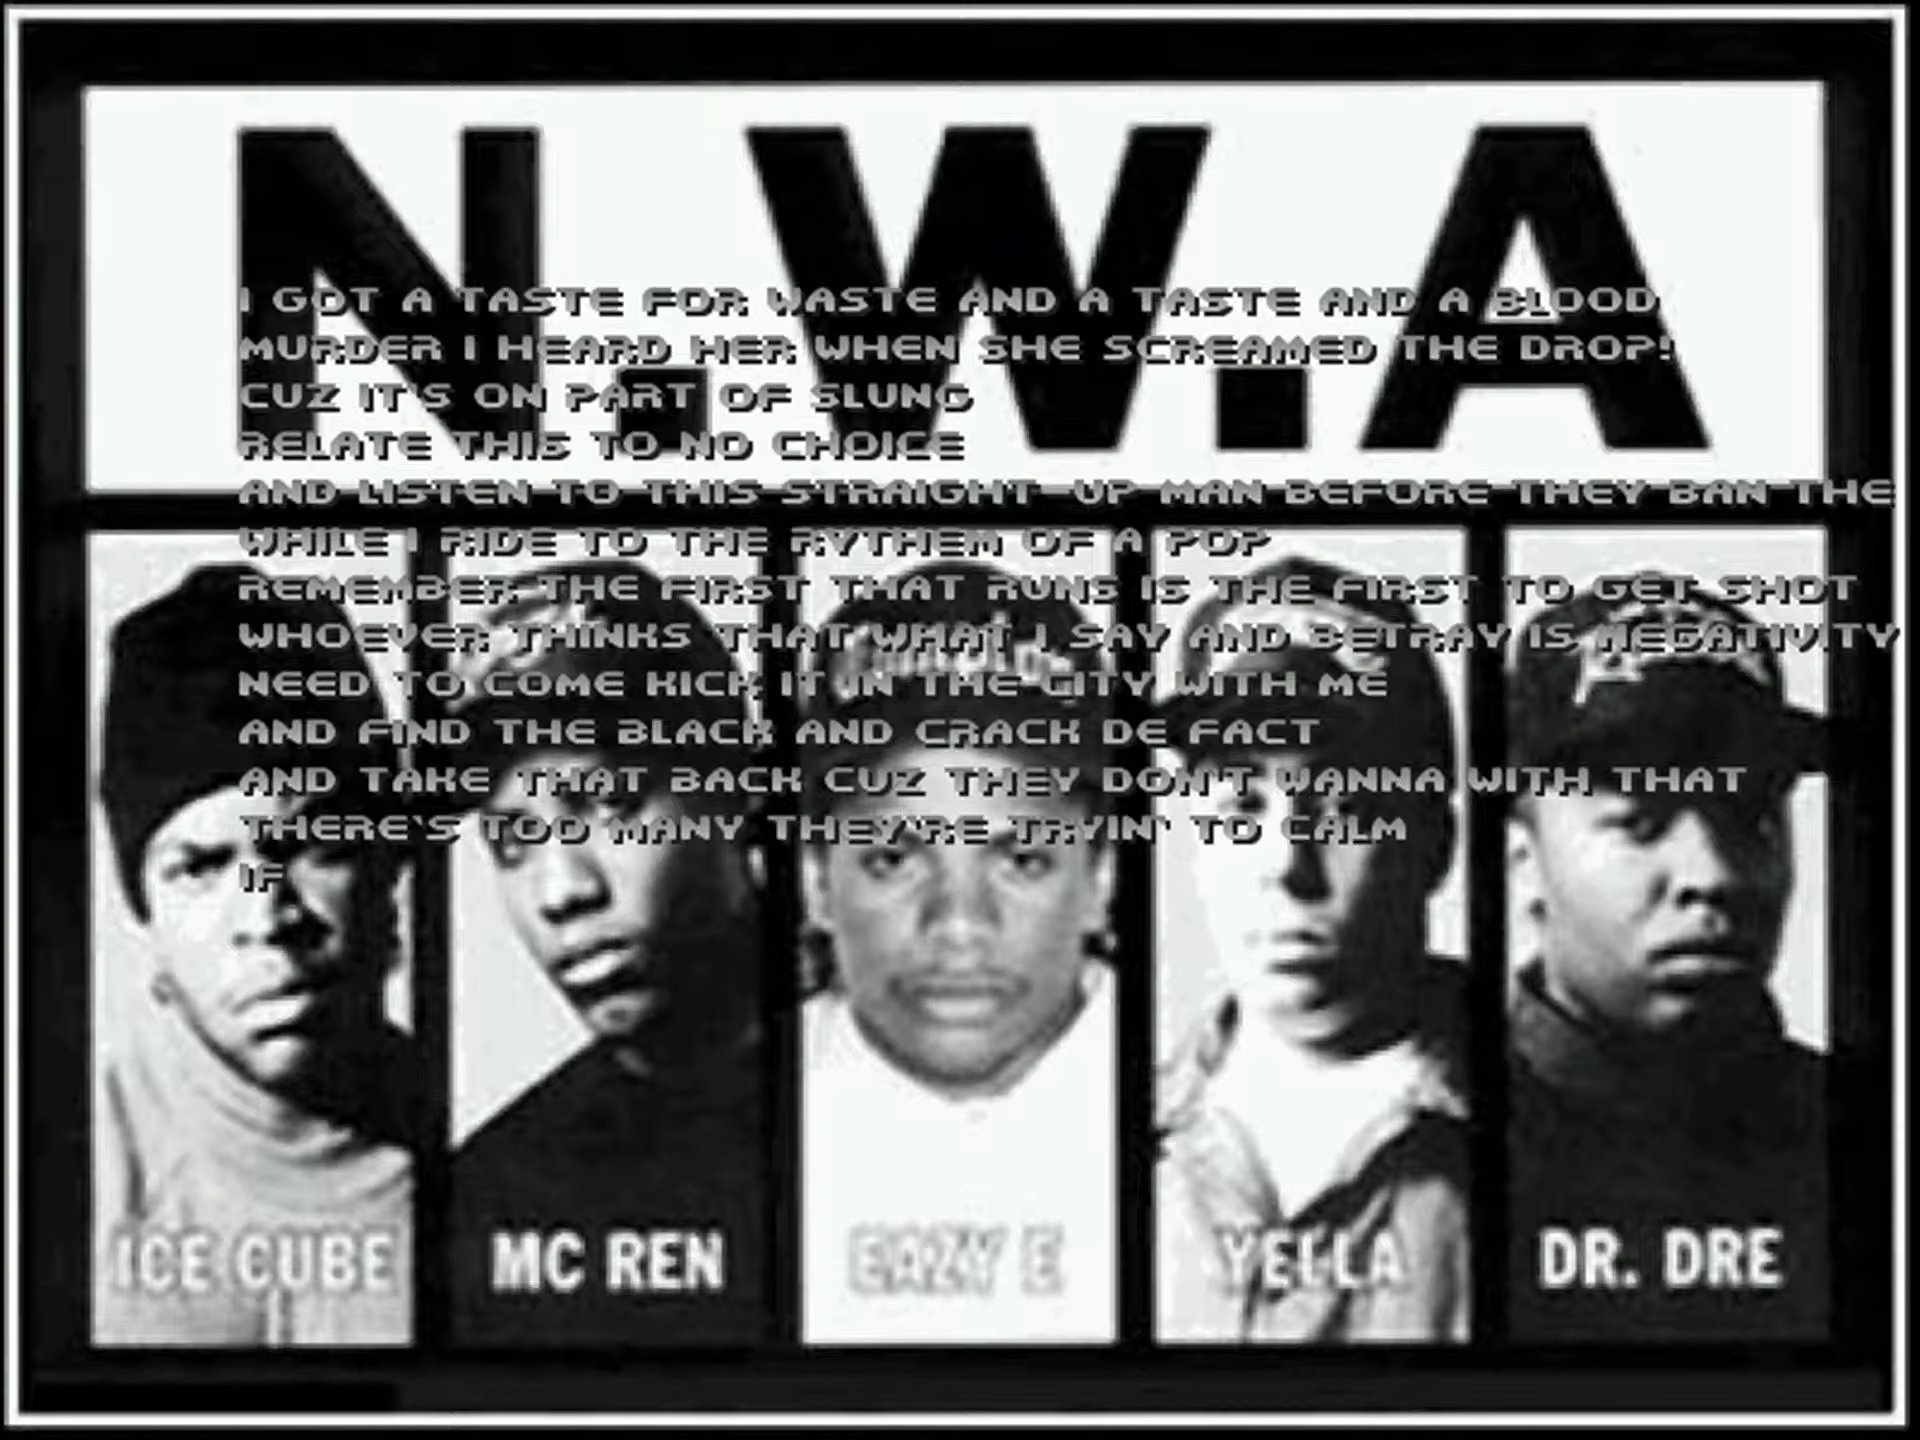 N.W.A
I GOT A TASTE FOR WASTE AND A TASTE AND A BLOOD
MURDER I HEARD HER WHEN SHE SCREAMED THE DROP!
CUZ IT'S ON PART OF SLUNG
RELATE THIS TO NO CHOICE
AND LISTEN TO THIS STRAIGHT-UP MAN BEFORE THEY BAN THE
WHILE I RIDE TO THE RYTHEM OF A POP
REMEMBER THE FIRST THAT RUNS IS THE FIRST TO GET SHOT
WHOEVER THINKS THAT WHAT I SAY AND BETRAY IS NEGATIVITY
NEED TO COME KICK IT IN THE CITY WITH ME
AND FIND THE BLACK AND CRACK DE FACT
AND TAKE THAT BACK CUZ THEY DON'T WANNA WITH THAT
THERE'S TOO MANY THEY'RE TRYIN' TO CALM
IF
ICE CUBE
MC REN
EAZY E
YELLA
DR. DRE